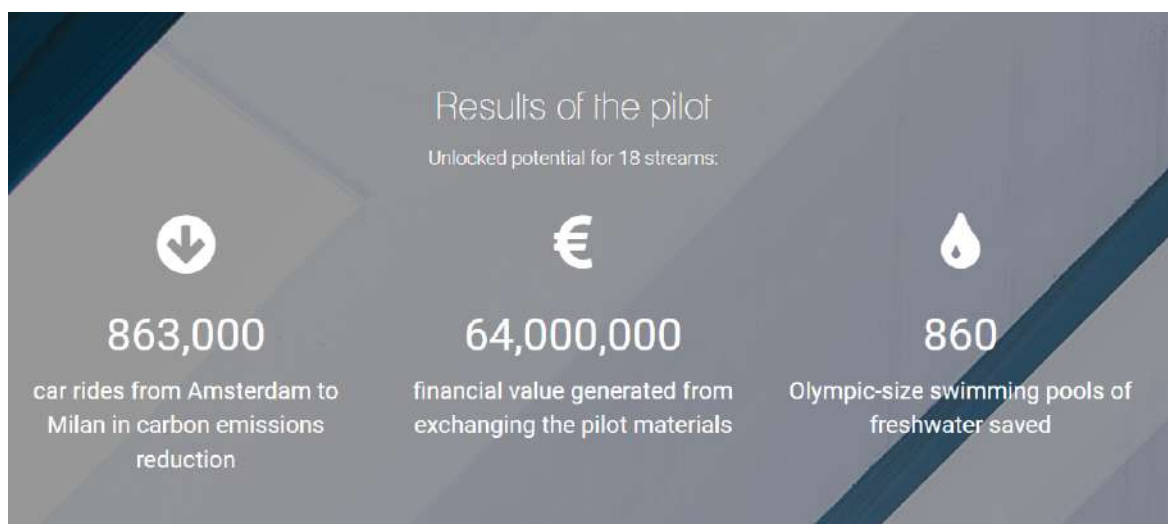 Results of the pilot
Unlocked potential for 18 streams:
€
863,000
car rides from Amsterdam to
Milan in carbon emissions
reduction
64,000,000
financial value generated from
exchanging the pilot materials
860
Olympic-size swimming pools of
freshwater saved